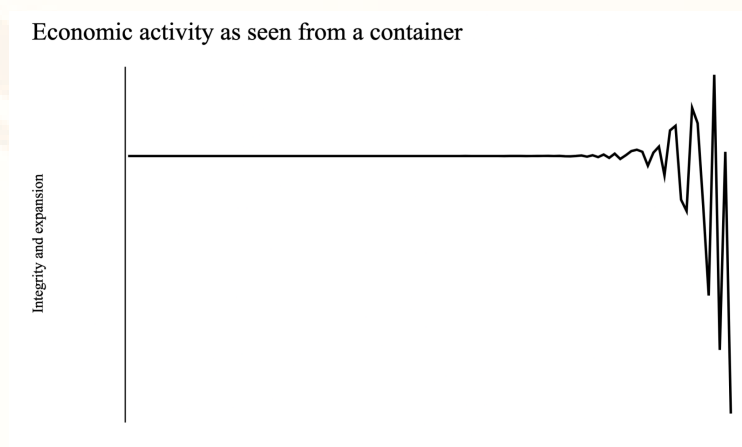 Economic activity as seen from a container
Integrity and expansion